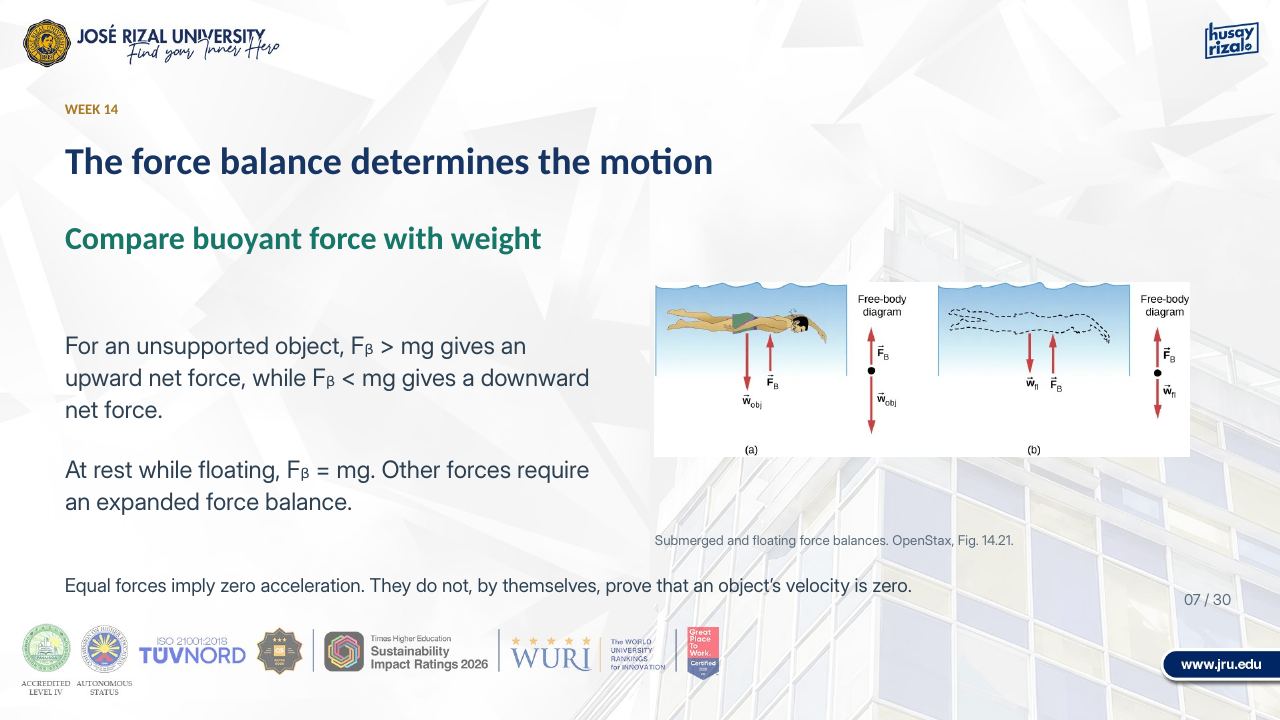 JOSÉ RIZAL UNIVERSITY
Find your Inner Hero
husay
rizal
WEEK 14
The force balance determines the motion
Compare buoyant force with weight
For an unsupported object, Fᵦ > mg gives an
upward net force, while Fᵦ < mg gives a downward
net force.
At rest while floating, Fᵦ = mg. Other forces require
an expanded force balance.
Free-body
diagram
F⃗B
w⃗obj
F⃗B
w⃗obj
(a)
Free-body
diagram
w⃗fl
F⃗B
F⃗B
w⃗fl
(b)
Submerged and floating force balances. OpenStax, Fig. 14.21.
Equal forces imply zero acceleration. They do not, by themselves, prove that an object’s velocity is zero.
07 / 30
ACCREDITED
LEVEL IV
AUTONOMOUS
STATUS
ISO 21001:2018
TÜVNORD
Times Higher Education
Sustainability
Impact Ratings 2026
WURI
The WORLD
UNIVERSITY
RANKINGS
for INNOVATION
Great
Place
To
Work.
Certified
www.jru.edu